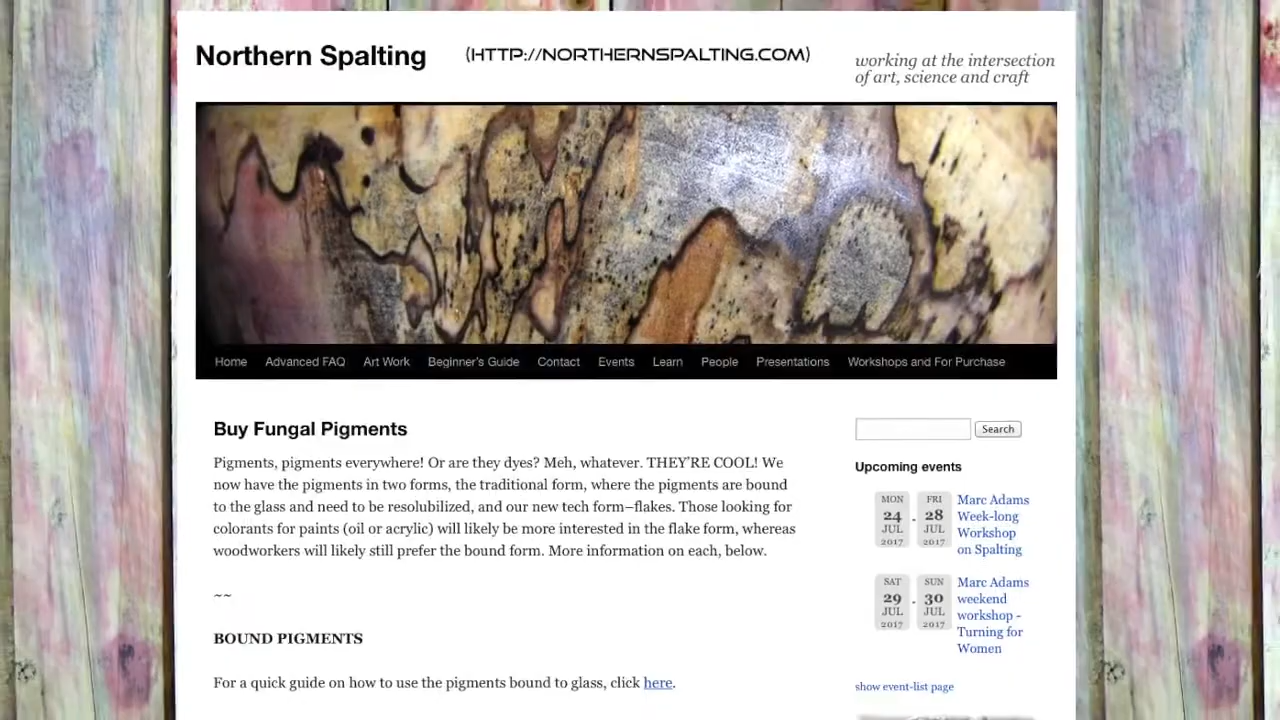 Northern Spalting
(HTTP://NORTHERNSPALTING.COM)
working at the intersection
of art, science and craft
Home Advanced FAQ Art Work Beginner's Guide Contact Events Learn People Presentations Workshops and For Purchase
Buy Fungal Pigments
Pigments, pigments everywhere! Or are they dyes? Meh, whatever. THEY'RE COOL! We
now have the pigments in two forms, the traditional form, where the pigments are bound
to the glass and need to be resolubilized, and our new tech form–flakes. Those looking for
colorants for paints (oil or acrylic) will likely be more interested in the flake form, whereas
woodworkers will likely still prefer the bound form. More information on each, below.
~~
BOUND PIGMENTS
For a quick guide on how to use the pigments bound to glass, click here.
Search
Upcoming events
MON
24
JUL
2017
-
FRI
28
JUL
2017
Marc Adams
Week-long
Workshop
on Spalting
SAT
29
JUL
2017
-
SUN
30
JUL
2017
Marc Adams
weekend
workshop -
Turning for
Women
show event-list page